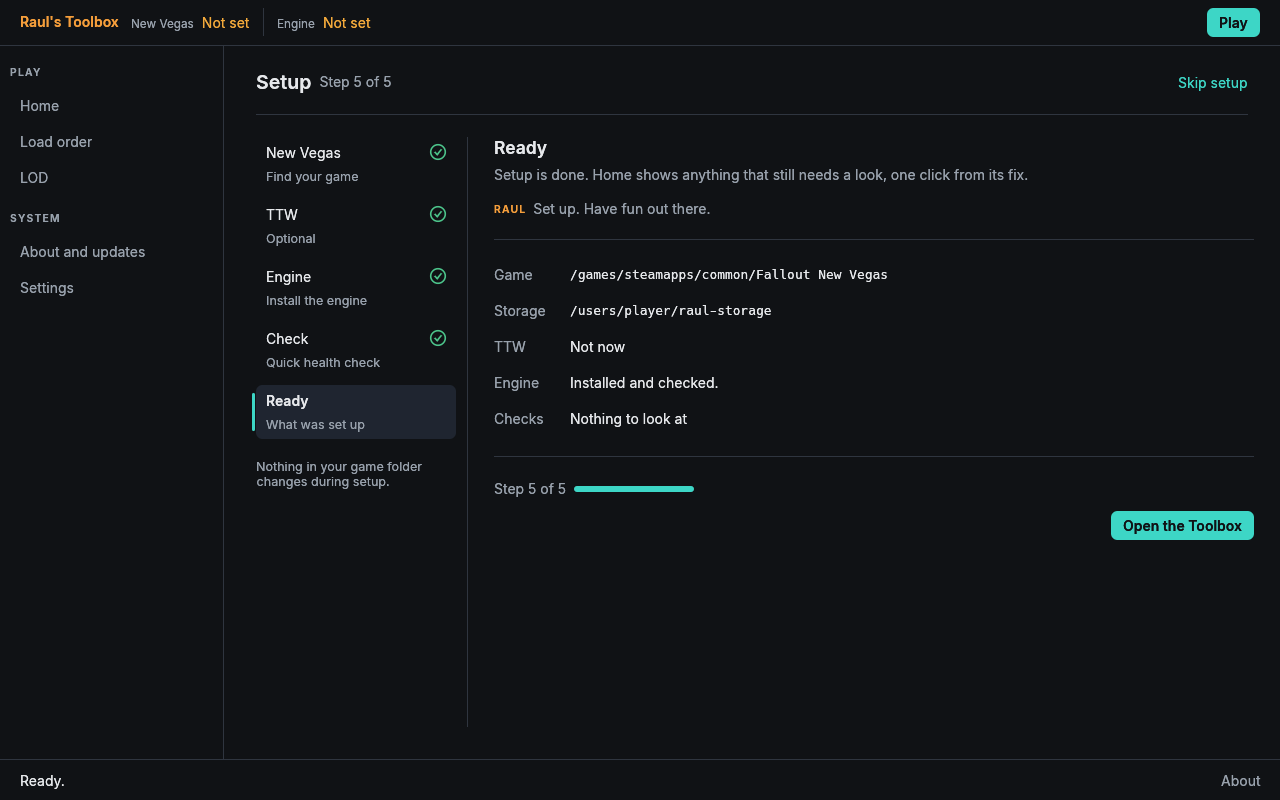 Raul's Toolbox New Vegas Not set Engine Not set Play
PLAY
Home
Load order
LOD
SYSTEM
About and updates
Settings
Setup Step 5 of 5 Skip setup
New Vegas
Find your game
TTW
Optional
Engine
Install the engine
Check
Quick health check
Ready
What was set up
Nothing in your game folder
changes during setup.
Ready
Setup is done. Home shows anything that still needs a look, one click from its fix.
RAUL Set up. Have fun out there.
Game /games/steamapps/common/Fallout New Vegas
Storage /users/player/raul-storage
TTW Not now
Engine Installed and checked.
Checks Nothing to look at
Step 5 of 5
Open the Toolbox
Ready. About